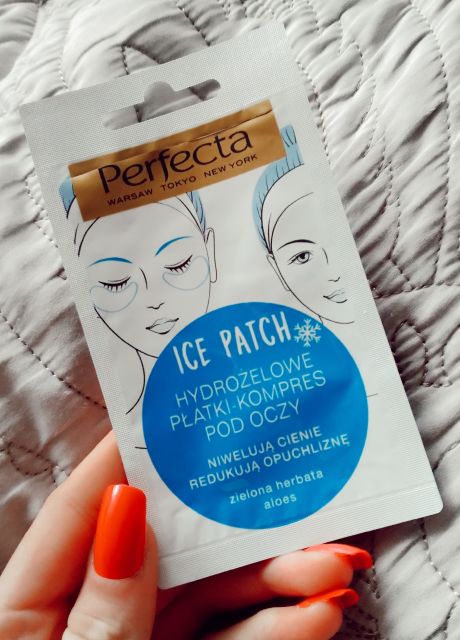 Perfecta
WARSAW TOKYO NEW YORK
ICE PATCH
HYDROŻELOWE
PŁATKI-KOMPRES
POD OCZY
NIWELUJĄ CIENIE
REDUKUJĄ OPUCHLIZNĘ
zielona herbata
aloes